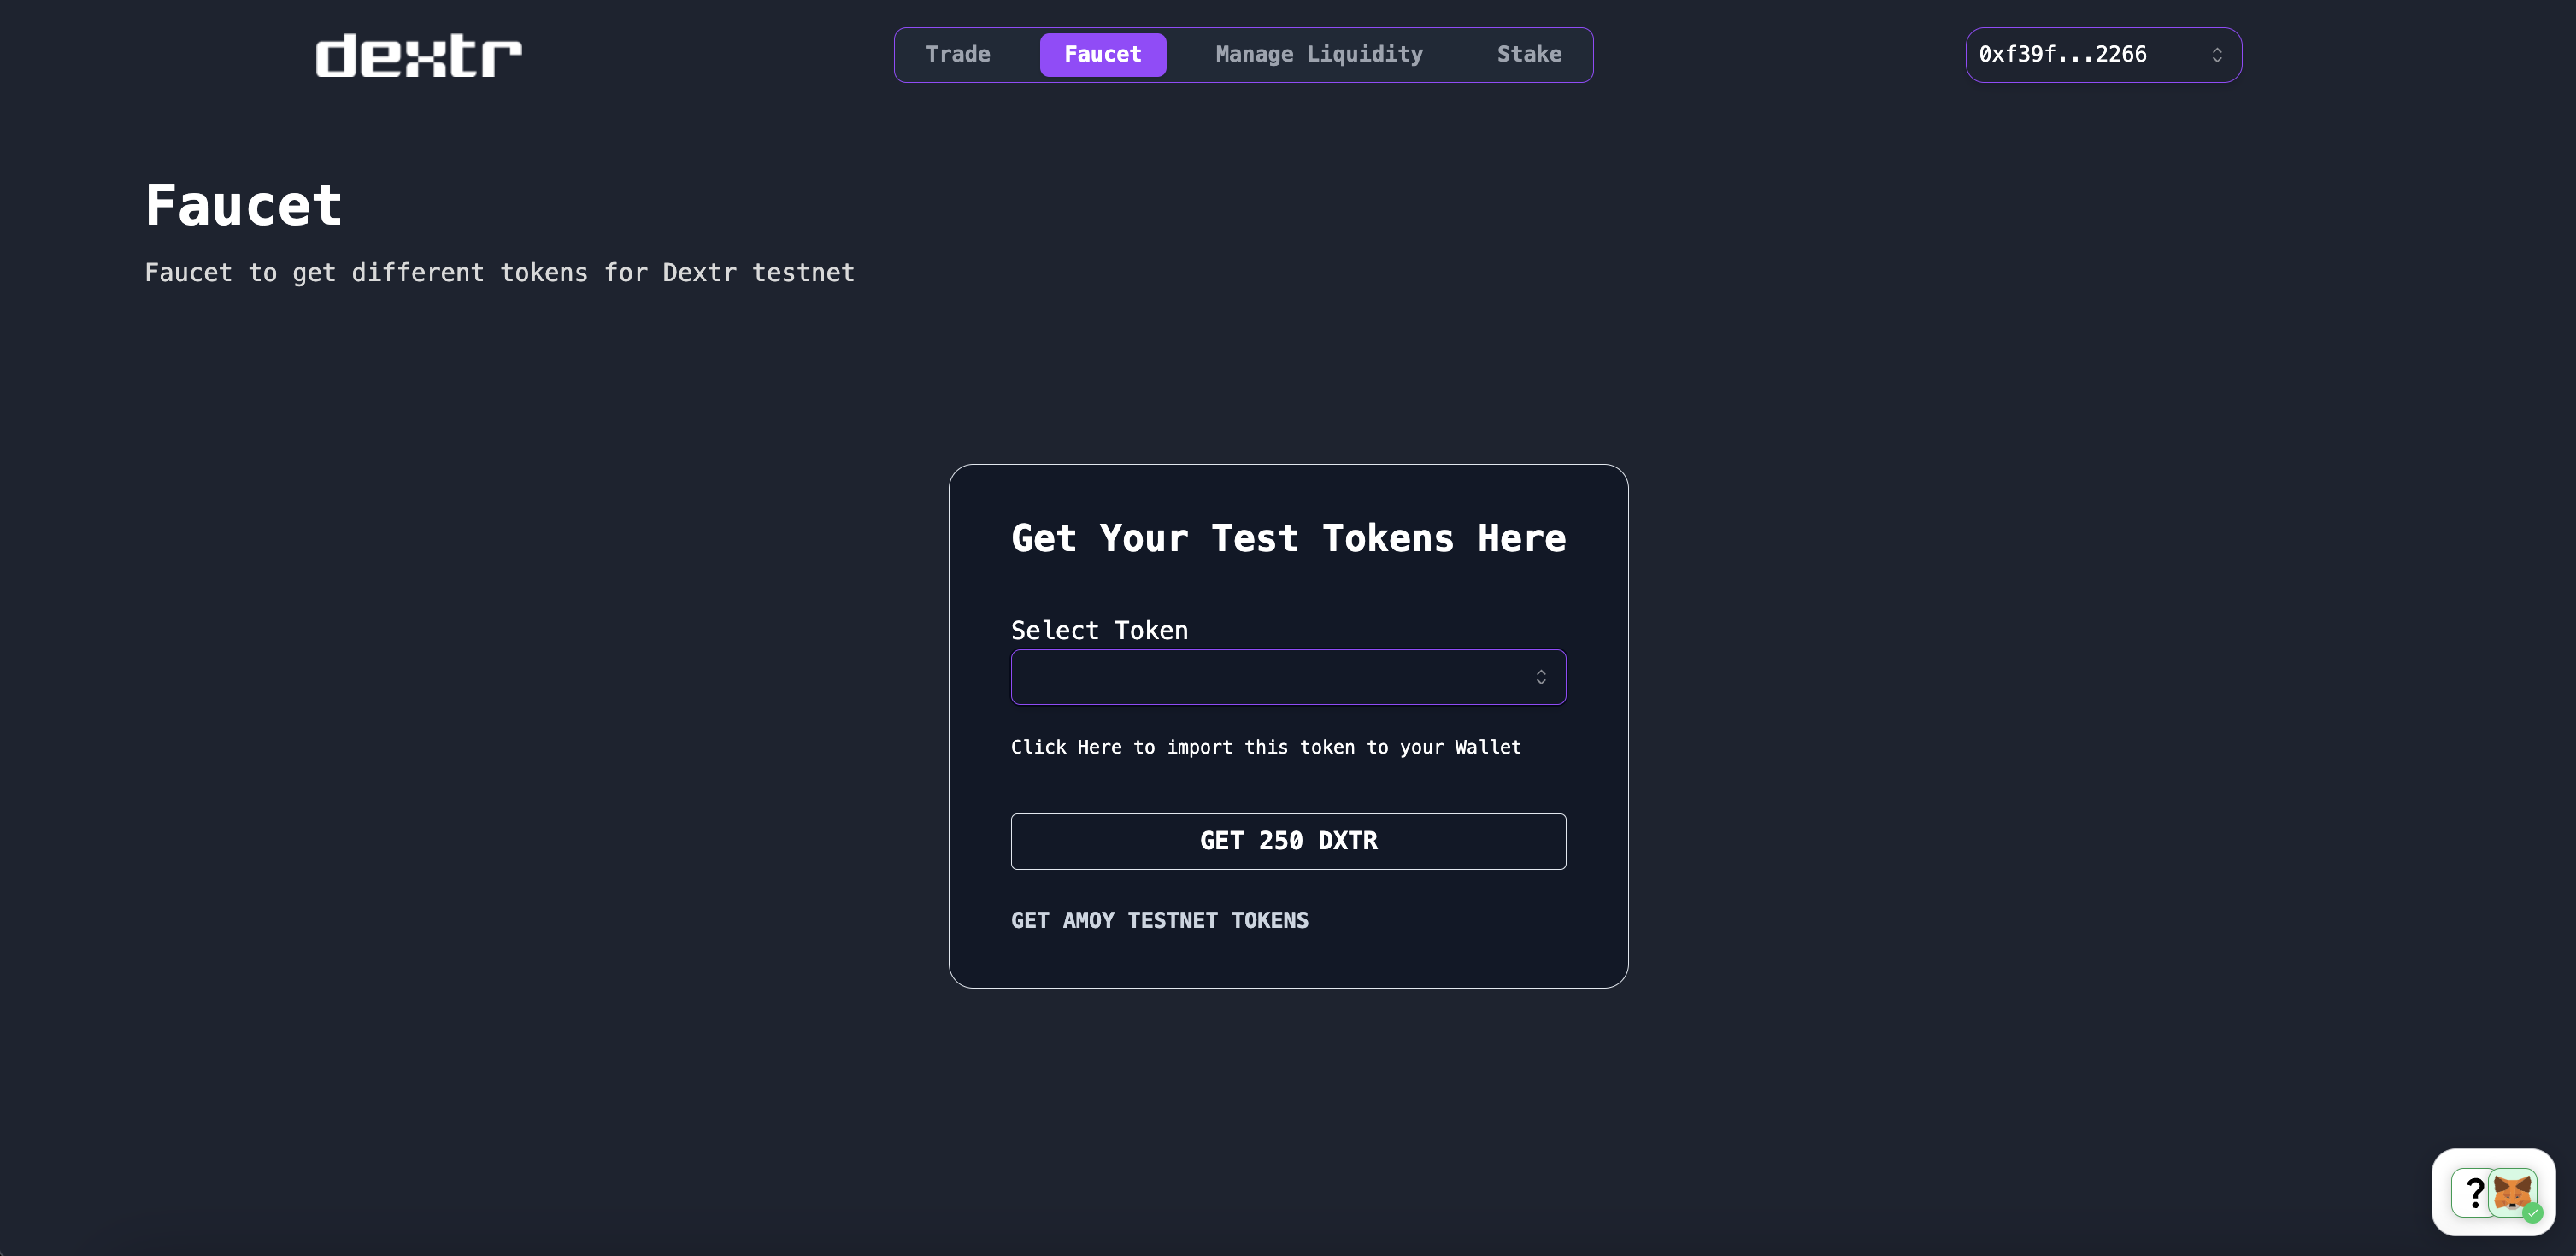 dextr
Trade Faucet Manage Liquidity Stake
0xf39f...2266
Faucet
Faucet to get different tokens for Dextr testnet
Get Your Test Tokens Here
Select Token
Click Here to import this token to your Wallet
GET 250 DXTR
GET AMOY TESTNET TOKENS
?